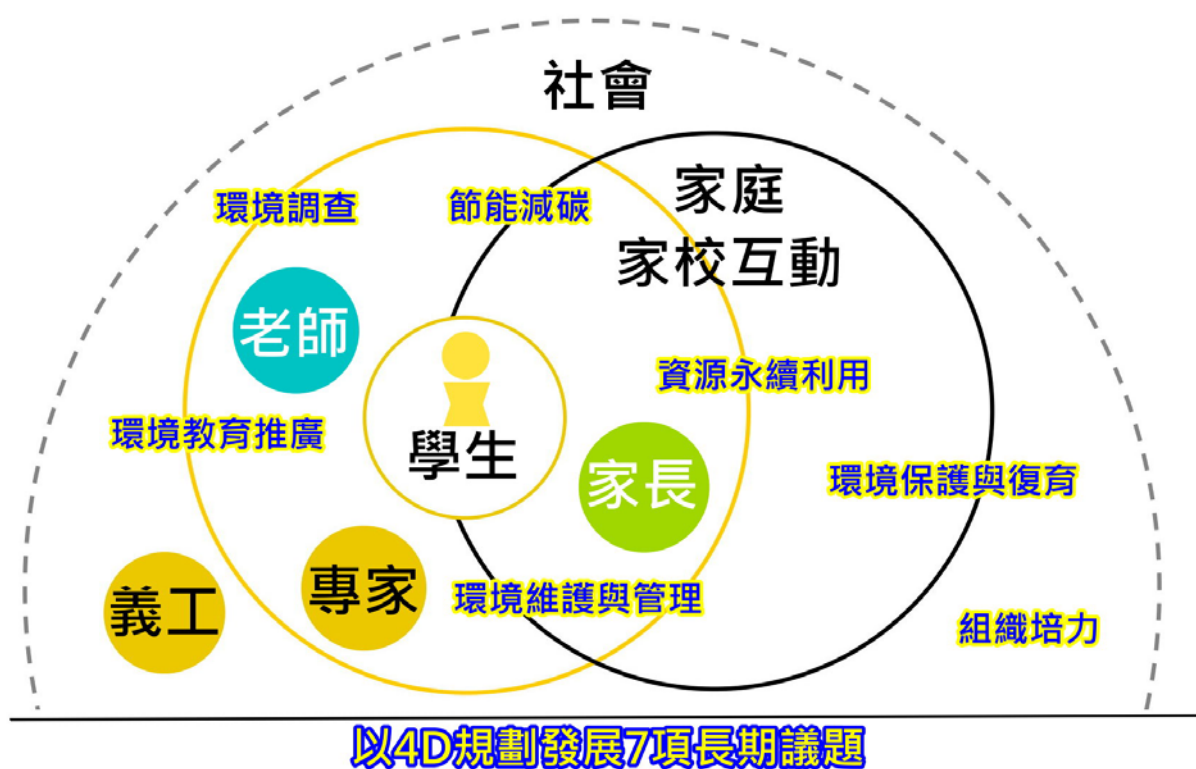 社會
家庭
家校互動
環境調查
節能減碳
老師
資源永續利用
環境教育推廣
學生
家長
環境保護與復育
專家
義工
環境維護與管理
組織培力
以4D規劃發展7項長期議題